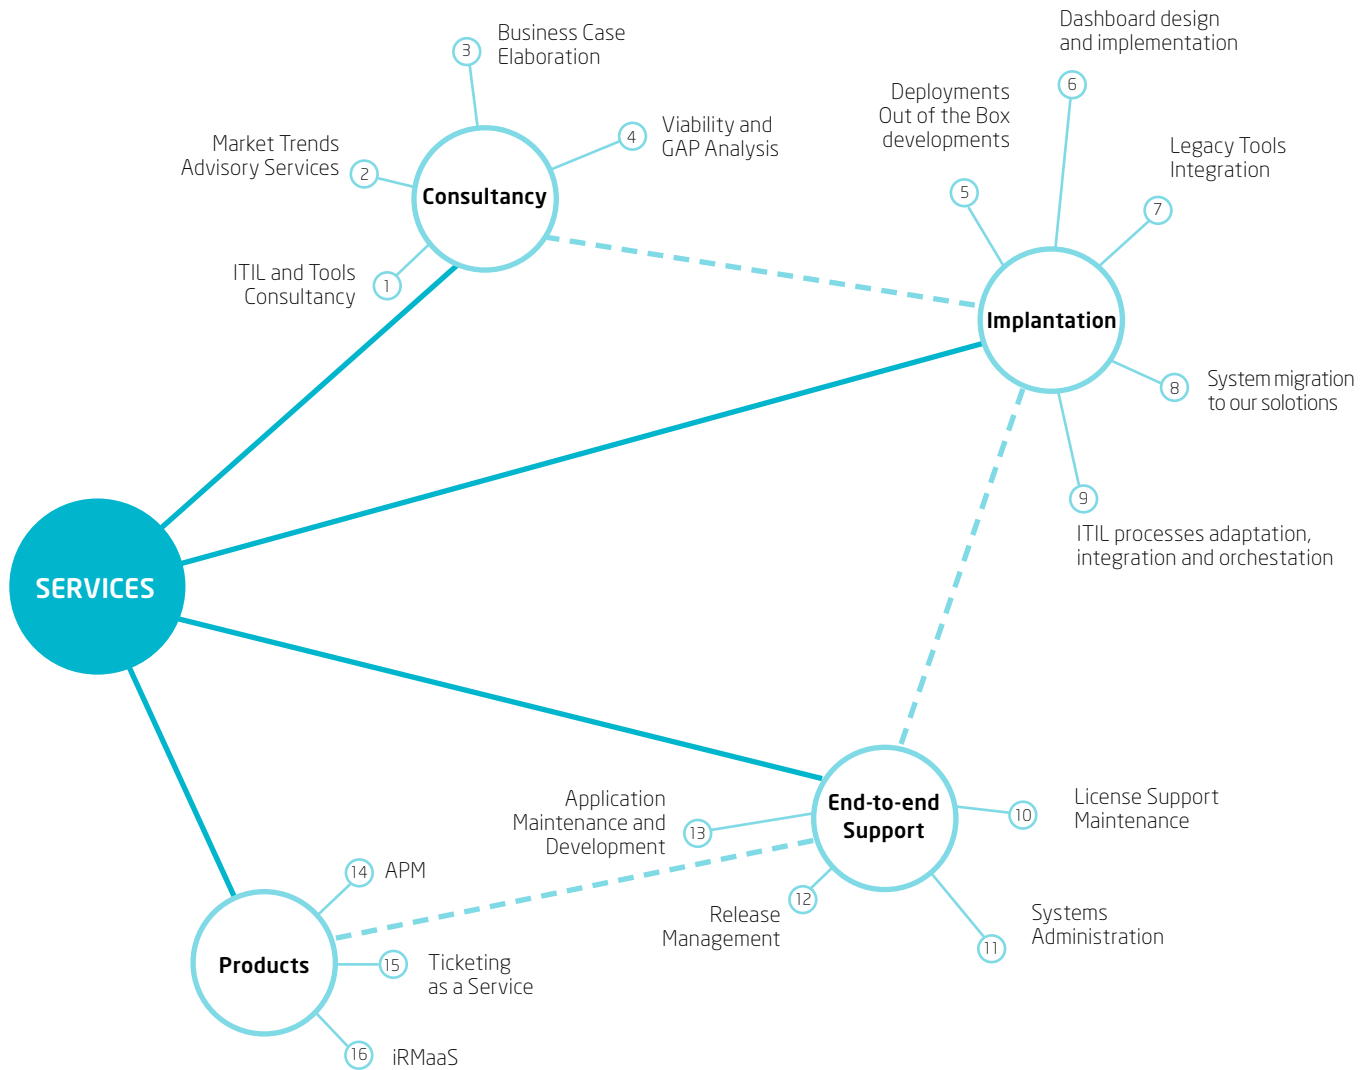 3
Business Case
Elaboration
Dashboard design
and implementation
6
Deployments
Out of the Box
developments
5
4
Viability and
GAP Analysis
Market Trends
Advisory Services
2
Legacy Tools
Integration
7
Consultancy
ITIL and Tools
Consultancy
1
Implantation
8
System migration
to our solotions
9
ITIL processes adaptation,
integration and orchestation
SERVICES
Application
Maintenance and
Development
13
End-to-end
Support
10
License Support
Maintenance
14
APM
12
Release
Management
11
Systems
Administration
Products
15
Ticketing
as a Service
16
iRMaaS